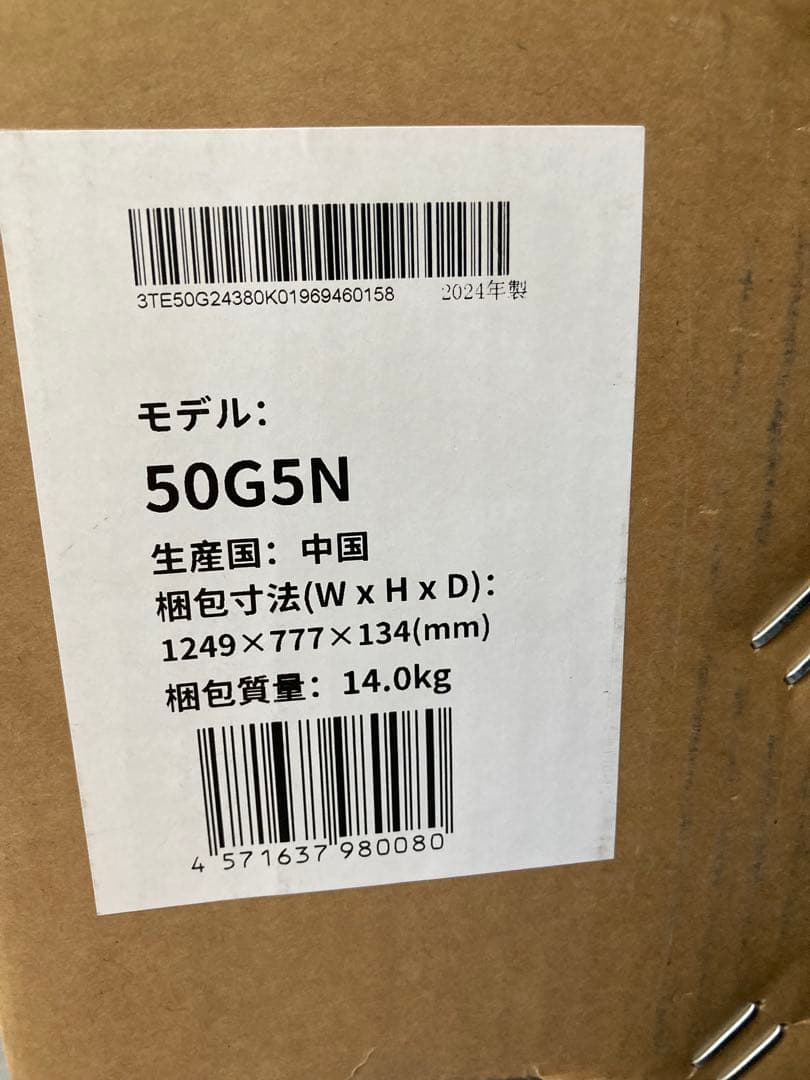 3TE50G24380K01969460158 2024年製
モデル：
50G5N
生産国：中国
梱包寸法(W x H x D)：
1249×777×134(mm)
梱包質量：14.0kg
4 571637 980080